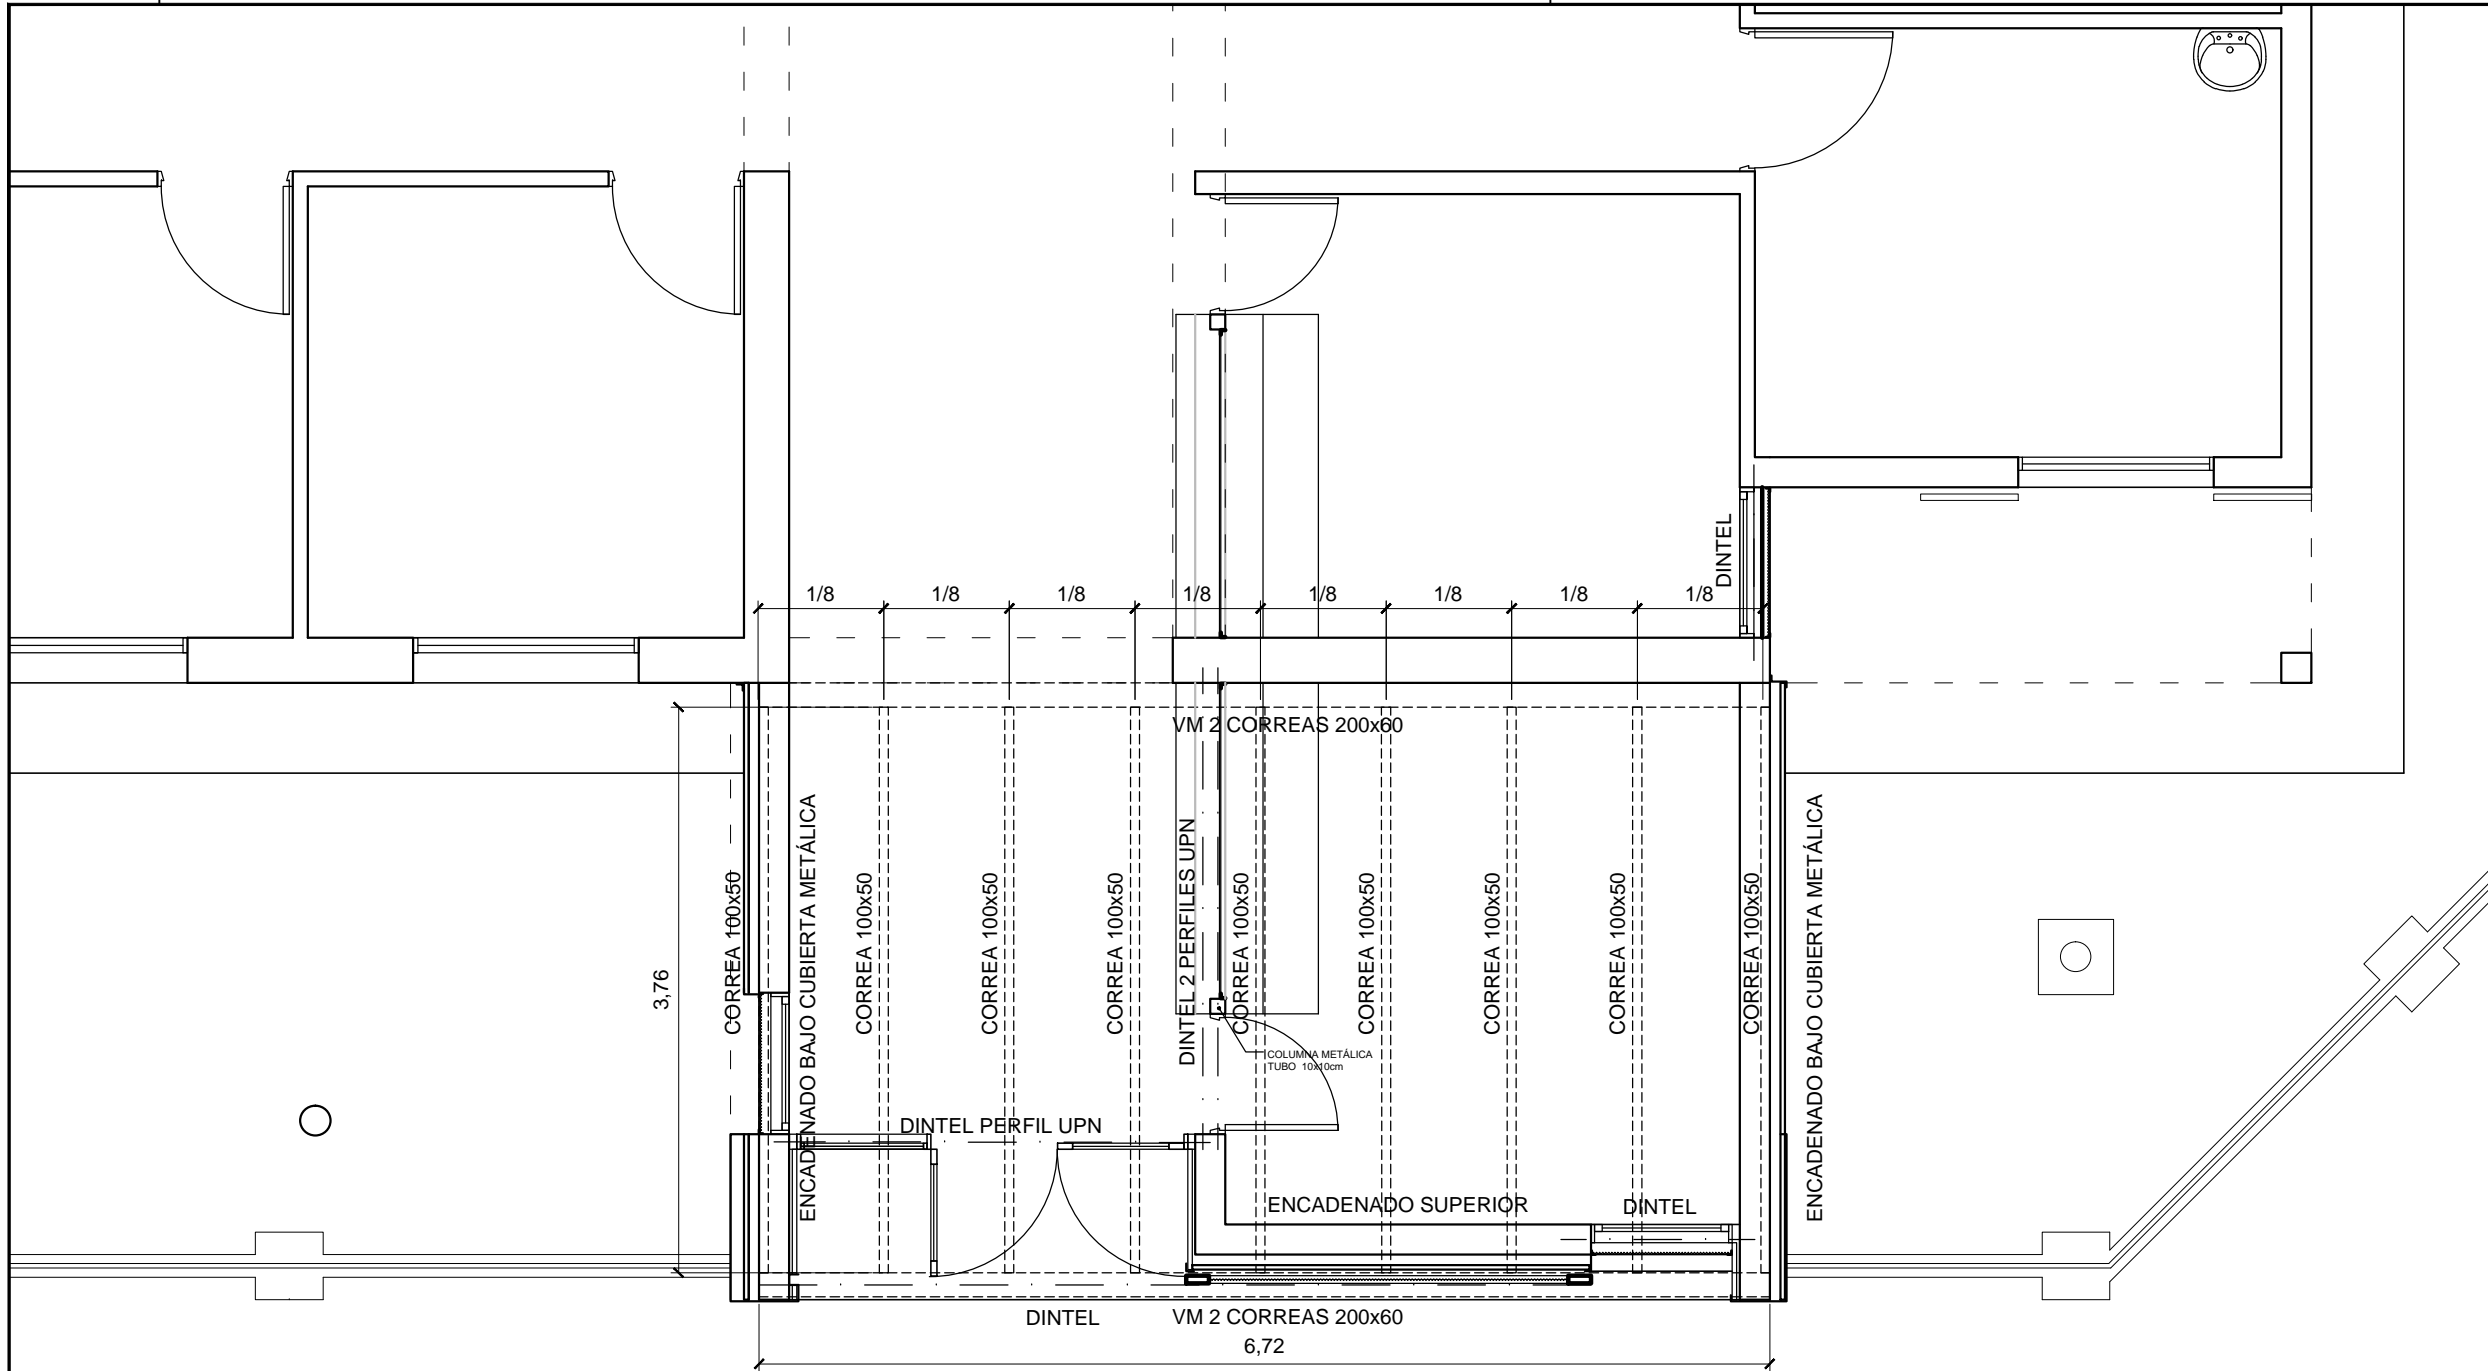 DINTEL
1/8
1/8
1/8
1/8
1/8
1/8
1/8
1/8
VM 2 CORREAS 200x60
3,76
CORREA 100x50
ENCADENADO BAJO CUBIERTA METÁLICA
CORREA 100x50
CORREA 100x50
CORREA 100x50
DINTEL 2 PERFILES UPN
CORREA 100x50
CORREA 100x50
CORREA 100x50
CORREA 100x50
CORREA 100x50
ENCADENADO BAJO CUBIERTA METÁLICA
COLUMNA METÁLICA
TUBO 10x10cm
DINTEL PERFIL UPN
ENCADENADO SUPERIOR
DINTEL
DINTEL
VM 2 CORREAS 200x60
6,72